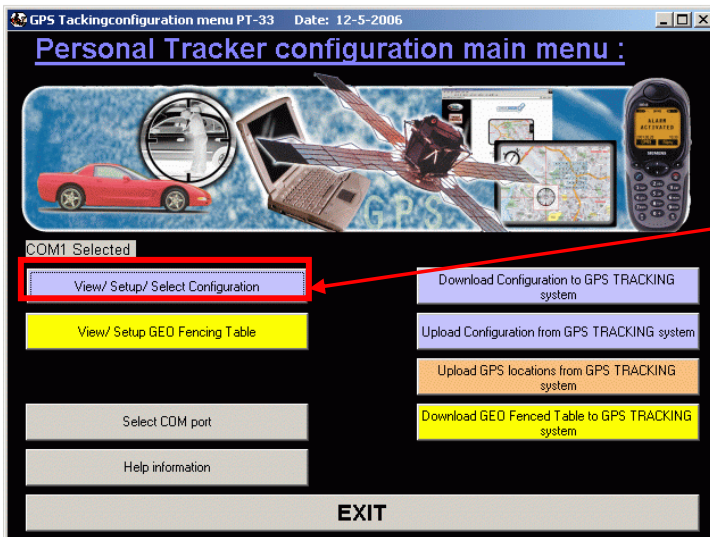 GPS Tackingconfiguration menu PT-33 Date: 12-5-2006
Personal Tracker configuration main menu :
ALARM
ACTIVATED
GPS
COM1 Selected
View/ Setup/ Select Configuration
View/ Setup GEO Fencing Table
Select COM port
Help information
Download Configuration to GPS TRACKING
system
Upload Configuration from GPS TRACKING system
Upload GPS locations from GPS TRACKING
system
Download GEO Fenced Table to GPS TRACKING
system
EXIT